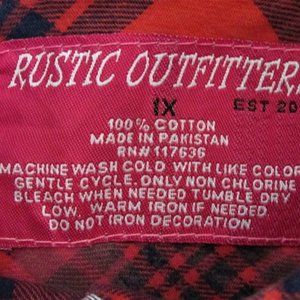 RUSTIC OUTFITTER
1X EST 20
100% COTTON
MADE IN PAKISTAN
RN# 117636
MACHINE WASH COLD WITH LIKE COLOR
GENTLE CYCLE. ONLY NON CHLORINE
BLEACH WHEN NEEDED TUMBLE DRY
LOW. WARM IRON IF NEEDED.
DO NOT IRON DECORATION.